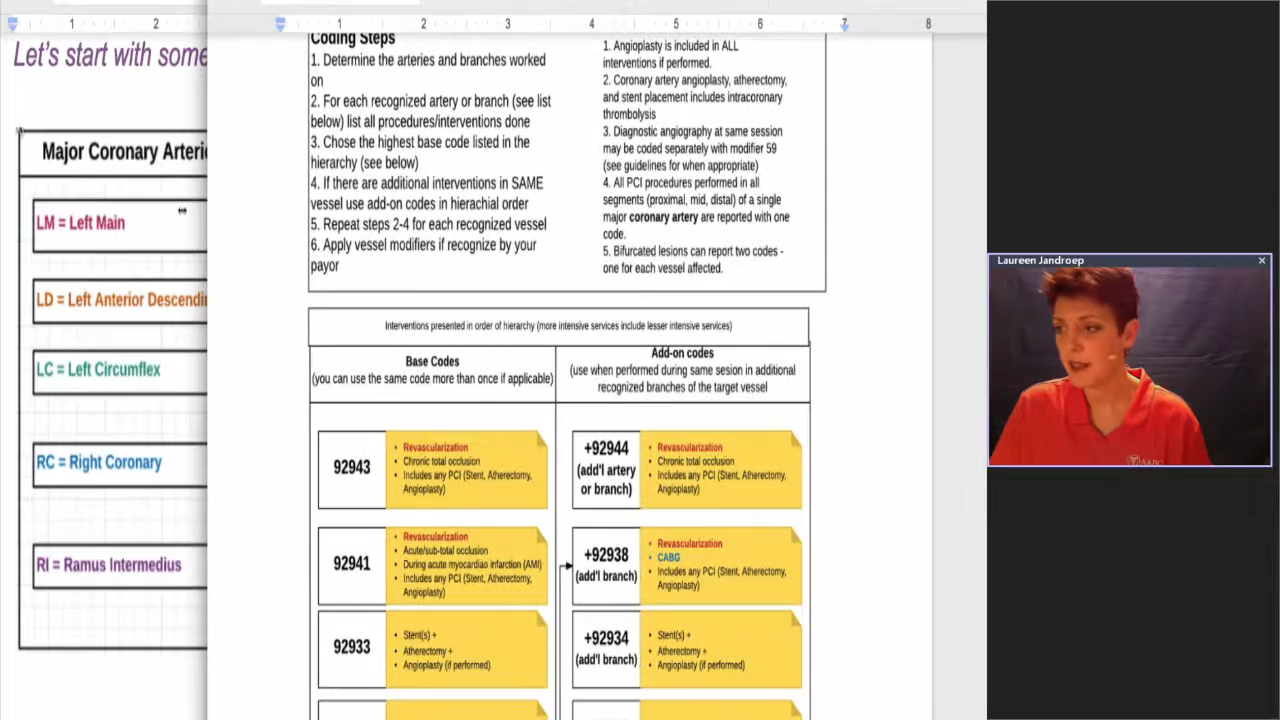 1 2
1 2 3 4 5 6 7 8
Let's start with some
Major Coronary Arterie
LM = Left Main
LD = Left Anterior Descendin
LC = Left Circumflex
RC = Right Coronary
RI = Ramus Intermedius
Coding Steps
1. Determine the arteries and branches worked
on
2. For each recognized artery or branch (see list
below) list all procedures/interventions done
3. Chose the highest base code listed in the
hierarchy (see below)
4. If there are additional interventions in SAME
vessel use add-on codes in hierachial order
5. Repeat steps 2-4 for each recognized vessel
6. Apply vessel modifiers if recognize by your
payor
1. Angioplasty is included in ALL
interventions if performed.
2. Coronary artery angioplasty, atherectomy,
and stent placement includes intracoronary
thrombolysis
3. Diagnostic angiography at same session
may be coded separately with modifier 59
(see guidelines for when appropriate)
4. All PCI procedures performed in all
segments (proximal, mid, distal) of a single
major coronary artery are reported with one
code.
5. Bifurcated lesions can report two codes -
one for each vessel affected.
Interventions presented in order of hierarchy (more intensive services include lesser intensive services)
Base Codes
(you can use the same code more than once if applicable)
Add-on codes
(use when performed during same sesion in additional
recognized branches of the target vessel
92943
• Revascularization
• Chronic total occlusion
• Includes any PCI (Stent, Atherectomy,
Angioplasty)
+92944
(add'l artery
or branch)
• Revascularization
• Chronic total occlusion
• Includes any PCI (Stent, Atherectomy,
Angioplasty)
92941
• Revascularization
• Acute/sub-total occlusion
• During acute myocardiao infarction (AMI)
• Includes any PCI (Stent, Atherectomy,
Angioplasty)
+92938
(add'l branch)
• Revascularization
• CABG
• Includes any PCI (Stent, Atherectomy,
Angioplasty)
92933
• Stent(s) +
• Atherectomy +
• Angioplasty (if performed)
+92934
(add'l branch)
• Stent(s) +
• Atherectomy +
• Angioplasty (if performed)
Laureen Jandroep
AAPC